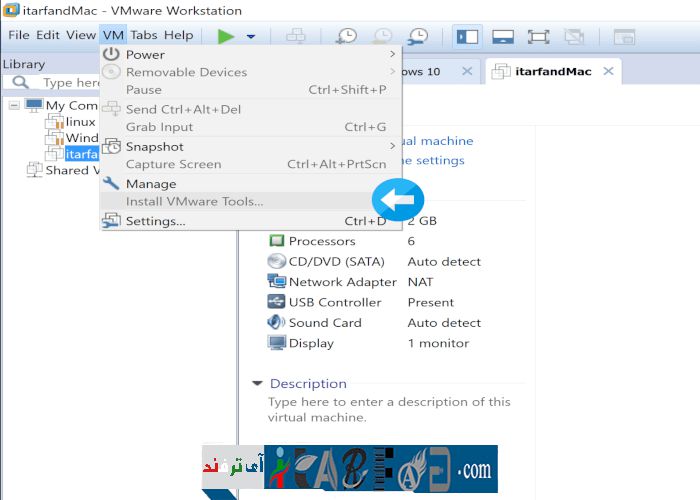 itarfandMac - VMware Workstation
File Edit View VM Tabs Help
Library
Type here
My Com
linux
Wind
itarfa
Shared V
Power
Removable Devices
Pause Ctrl+Shift+P
Send Ctrl+Alt+Del
Grab Input Ctrl+G
Snapshot
Capture Screen Ctrl+Alt+PrtScn
Manage
Install VMware Tools...
Settings... Ctrl+D
ows 10
itarfandMac
tual machine
ne settings
2 GB
Processors 6
CD/DVD (SATA) Auto detect
Network Adapter NAT
USB Controller Present
Sound Card Auto detect
Display 1 monitor
Description
Type here to enter a description of this
virtual machine.
آی ترفند
.com